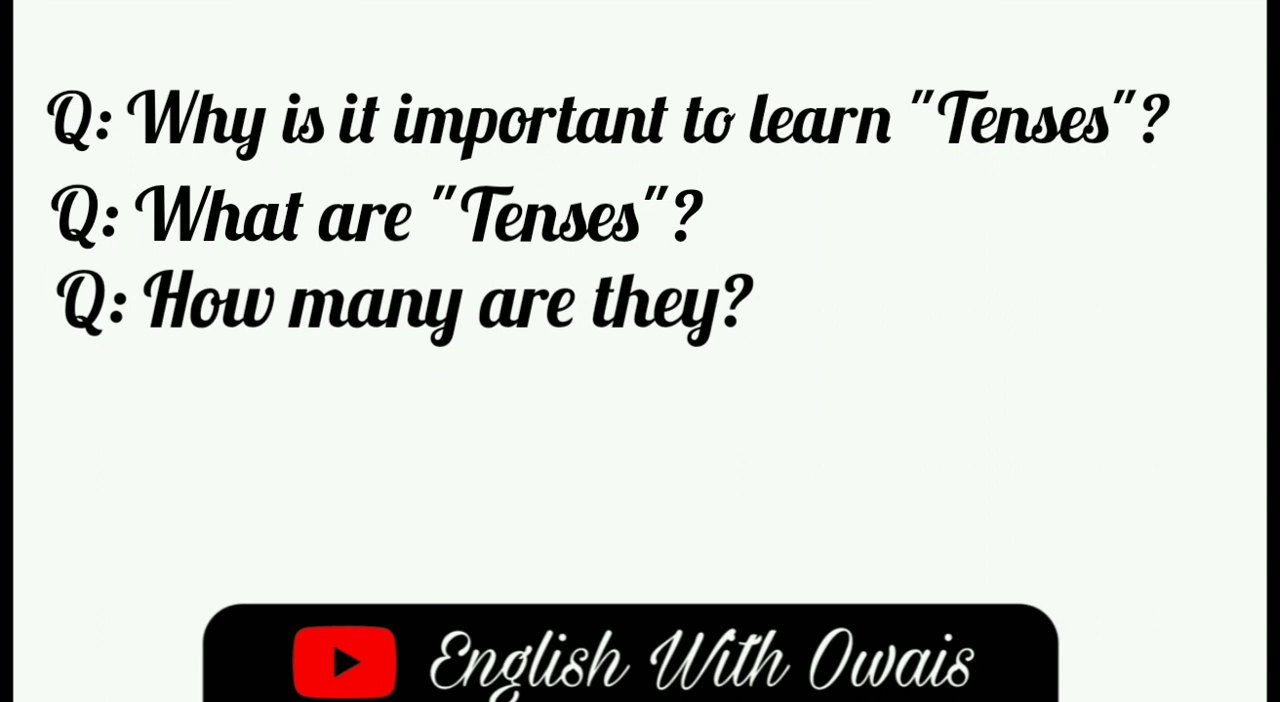 Q: Why is it important to learn "Tenses"?
Q: What are "Tenses"?
Q: How many are they?
English With Owais